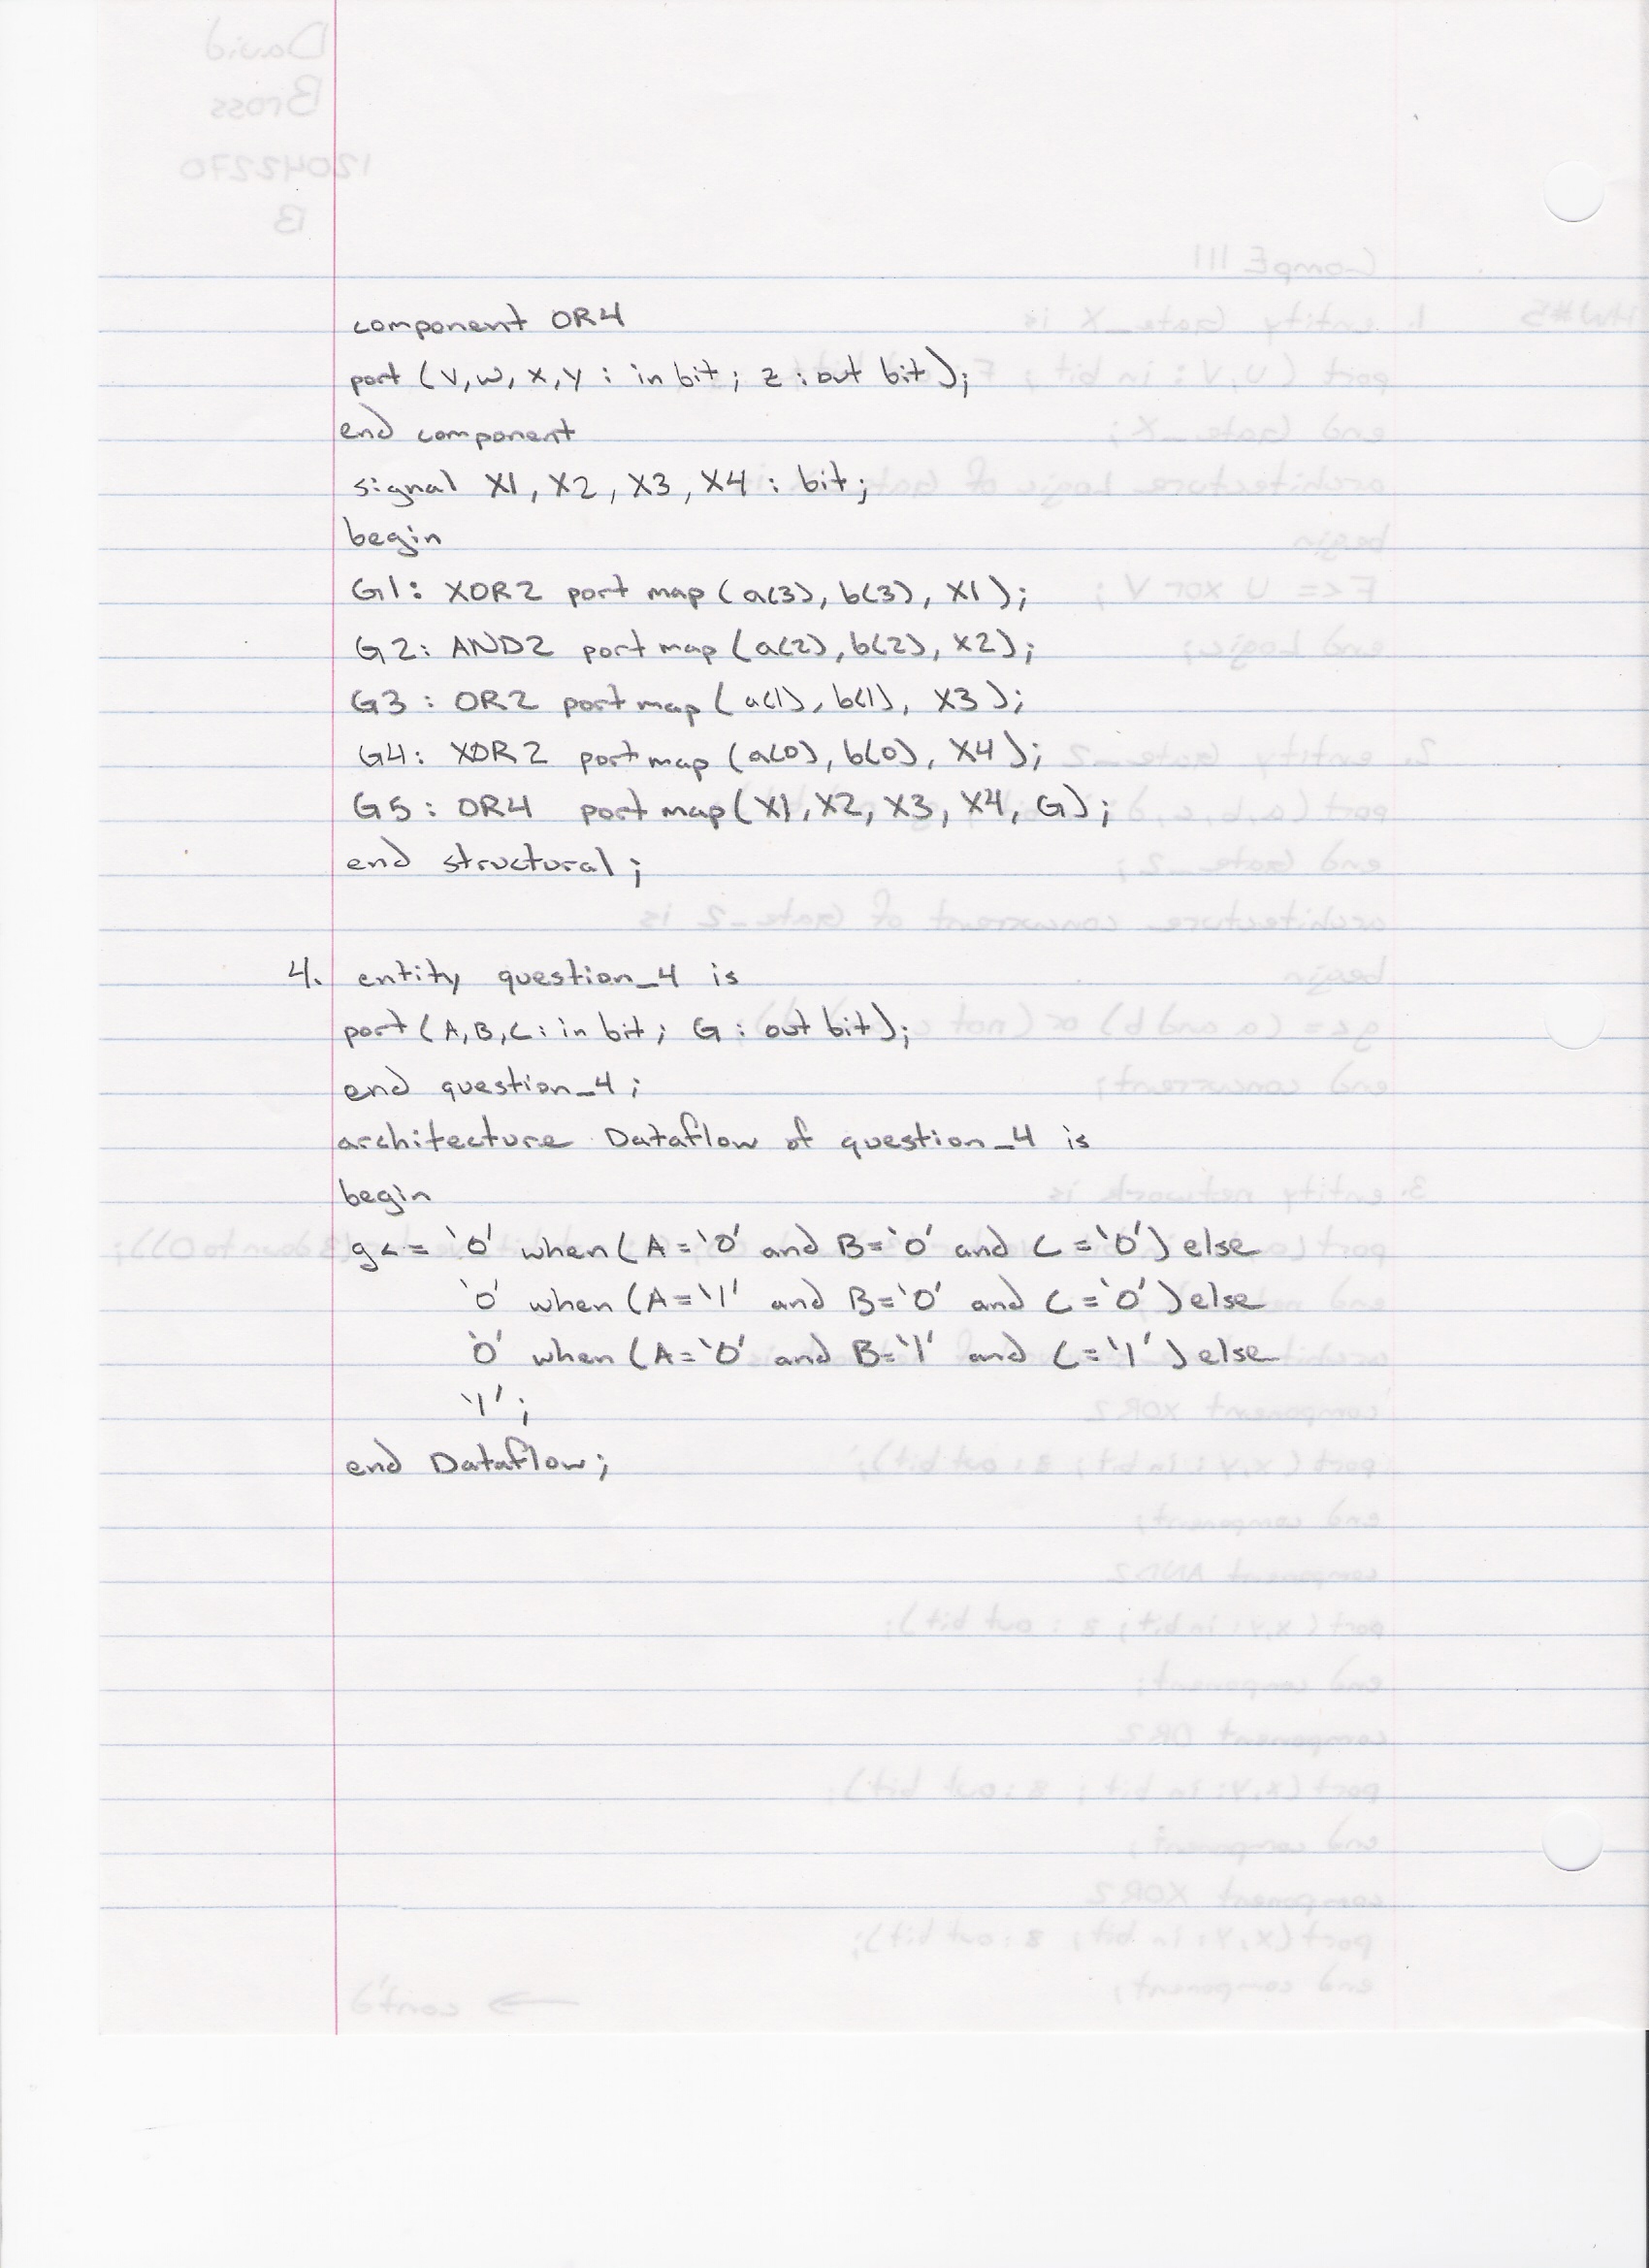 component OR4
port (v,w,x,y : in bit ; z : out bit);
end component
signal X1, X2, X3, X4 : bit;
begin
G1: XOR2 port map (a(3), b(3), X1);
G2: AND2 port map (a(2), b(2), X2);
G3 : OR2 port map (a(1), b(1), X3);
G4: XOR2 port map (a(0), b(0), X4);
G5 : OR4 port map (X1, X2, X3, X4, G);
end structural;
4. entity question_4 is
port (A,B,C: in bit; G : out bit);
end question_4;
architecture Dataflow of question_4 is
begin
g<= '0' when (A='0' and B='0' and C='0') else
'0' when (A='1' and B='0' and C='0') else
'0' when (A='0' and B='1' and C='1') else
'1';
end Dataflow;